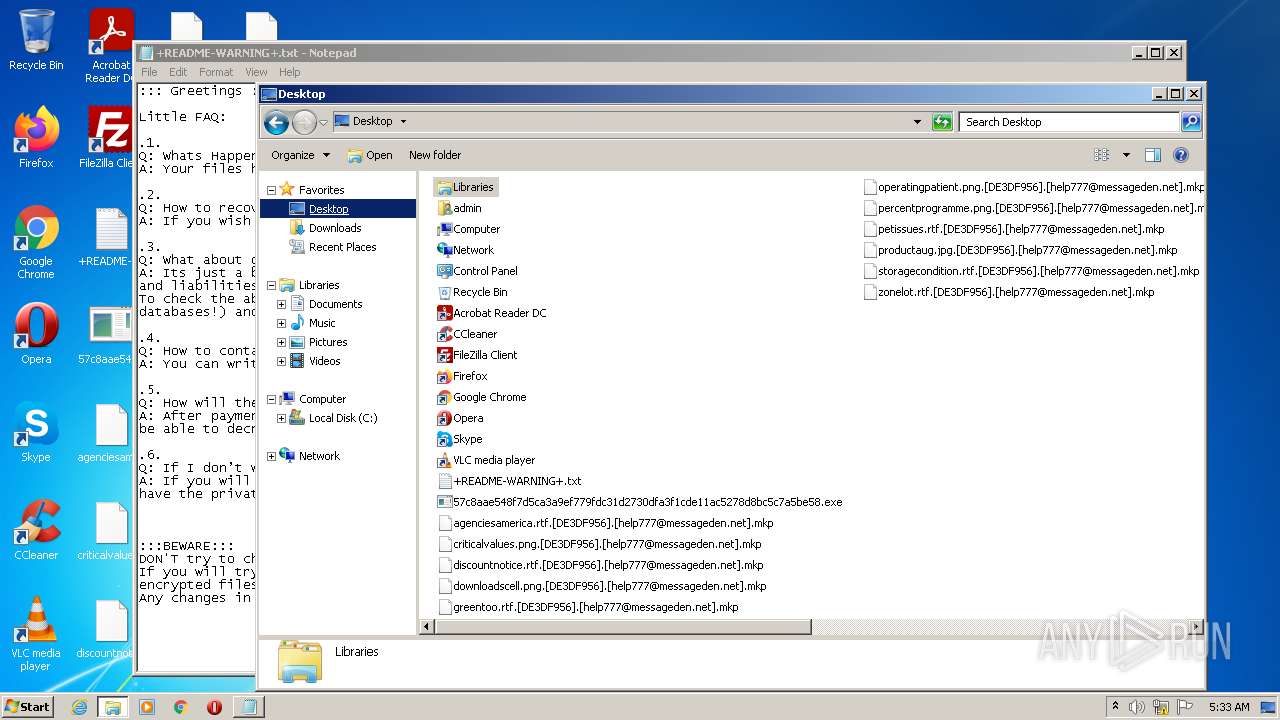 Recycle Bin
Acrobat
Reader DC
Firefox
FileZilla Clie
Google
Chrome
+README-
Opera
57c8aae54
Skype
agenciesam
CCleaner
criticalvalue
VLC media
player
discountno
+README-WARNING+.txt - Notepad
File Edit Format View Help
::: Greetings :
Little FAQ:
.1.
Q: Whats Happen
A: Your files h
.2.
Q: How to recov
A: If you wish
.3.
Q: What about g
A: Its just a b
and liabilities
To check the ab
databases!) and
.4.
Q: How to conta
A: You can writ
.5.
Q: How will the
A: After paymen
be able to decr
.6.
Q: If I don't w
A: If you will
have the privat
:::BEWARE:::
DON'T try to ch
If you will try
encrypted files
Any changes in
Desktop
Desktop
Search Desktop
Organize Open New folder
Favorites
Desktop
Downloads
Recent Places
Libraries
Documents
Music
Pictures
Videos
Computer
Local Disk (C:)
Network
Libraries
admin
Computer
Network
Control Panel
Recycle Bin
Acrobat Reader DC
CCleaner
FileZilla Client
Firefox
Google Chrome
Opera
Skype
VLC media player
+README-WARNING+.txt
57c8aae548f7d5ca3a9ef779fdc31d2730dfa3f1cde11ac5278d8bc5c7a5be58.exe
agenciesamerica.rtf.[DE3DF956].[help777@messageden.net].mkp
criticalvalues.png.[DE3DF956].[help777@messageden.net].mkp
discountnotice.rtf.[DE3DF956].[help777@messageden.net].mkp
downloadscell.png.[DE3DF956].[help777@messageden.net].mkp
greentoo.rtf.[DE3DF956].[help777@messageden.net].mkp
operatingpatient.png.[DE3DF956].[help777@messageden.net].mkp
percentprogramme.png.[DE3DF956].[help777@messageden.net].m
petissues.rtf.[DE3DF956].[help777@messageden.net].mkp
productaug.jpg.[DE3DF956].[help777@messageden.net].mkp
storagecondition.rtf.[DE3DF956].[help777@messageden.net].mkp
zonelot.rtf.[DE3DF956].[help777@messageden.net].mkp
Libraries
ANY RUN
Start
5:33 AM